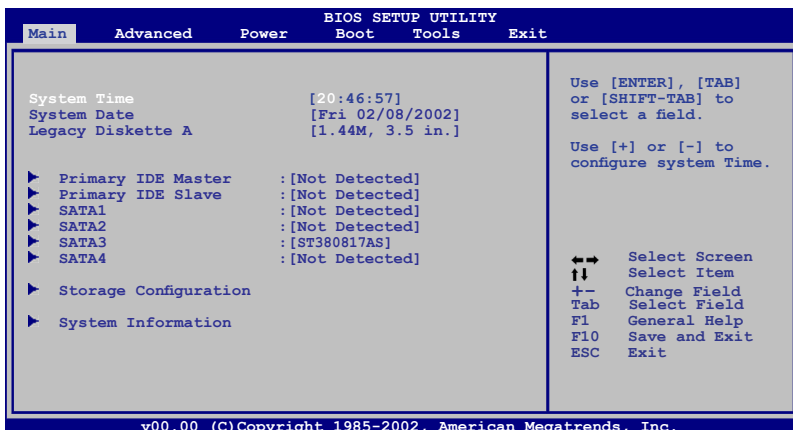 BIOS SETUP UTILITY
Main Advanced Power Boot Tools Exit
System Time [20:46:57]
System Date [Fri 02/08/2002]
Legacy Diskette A [1.44M, 3.5 in.]
Primary IDE Master :[Not Detected]
Primary IDE Slave :[Not Detected]
SATA1 :[Not Detected]
SATA2 :[Not Detected]
SATA3 :[ST380817AS]
SATA4 :[Not Detected]
Storage Configuration
System Information
Use [ENTER], [TAB]
or [SHIFT-TAB] to
select a field.
Use [+] or [-] to
configure system Time.
←→ Select Screen
↑↓ Select Item
+- Change Field
Tab Select Field
F1 General Help
F10 Save and Exit
ESC Exit
v00.00 (C)Copyright 1985-2002, American Megatrends, Inc.